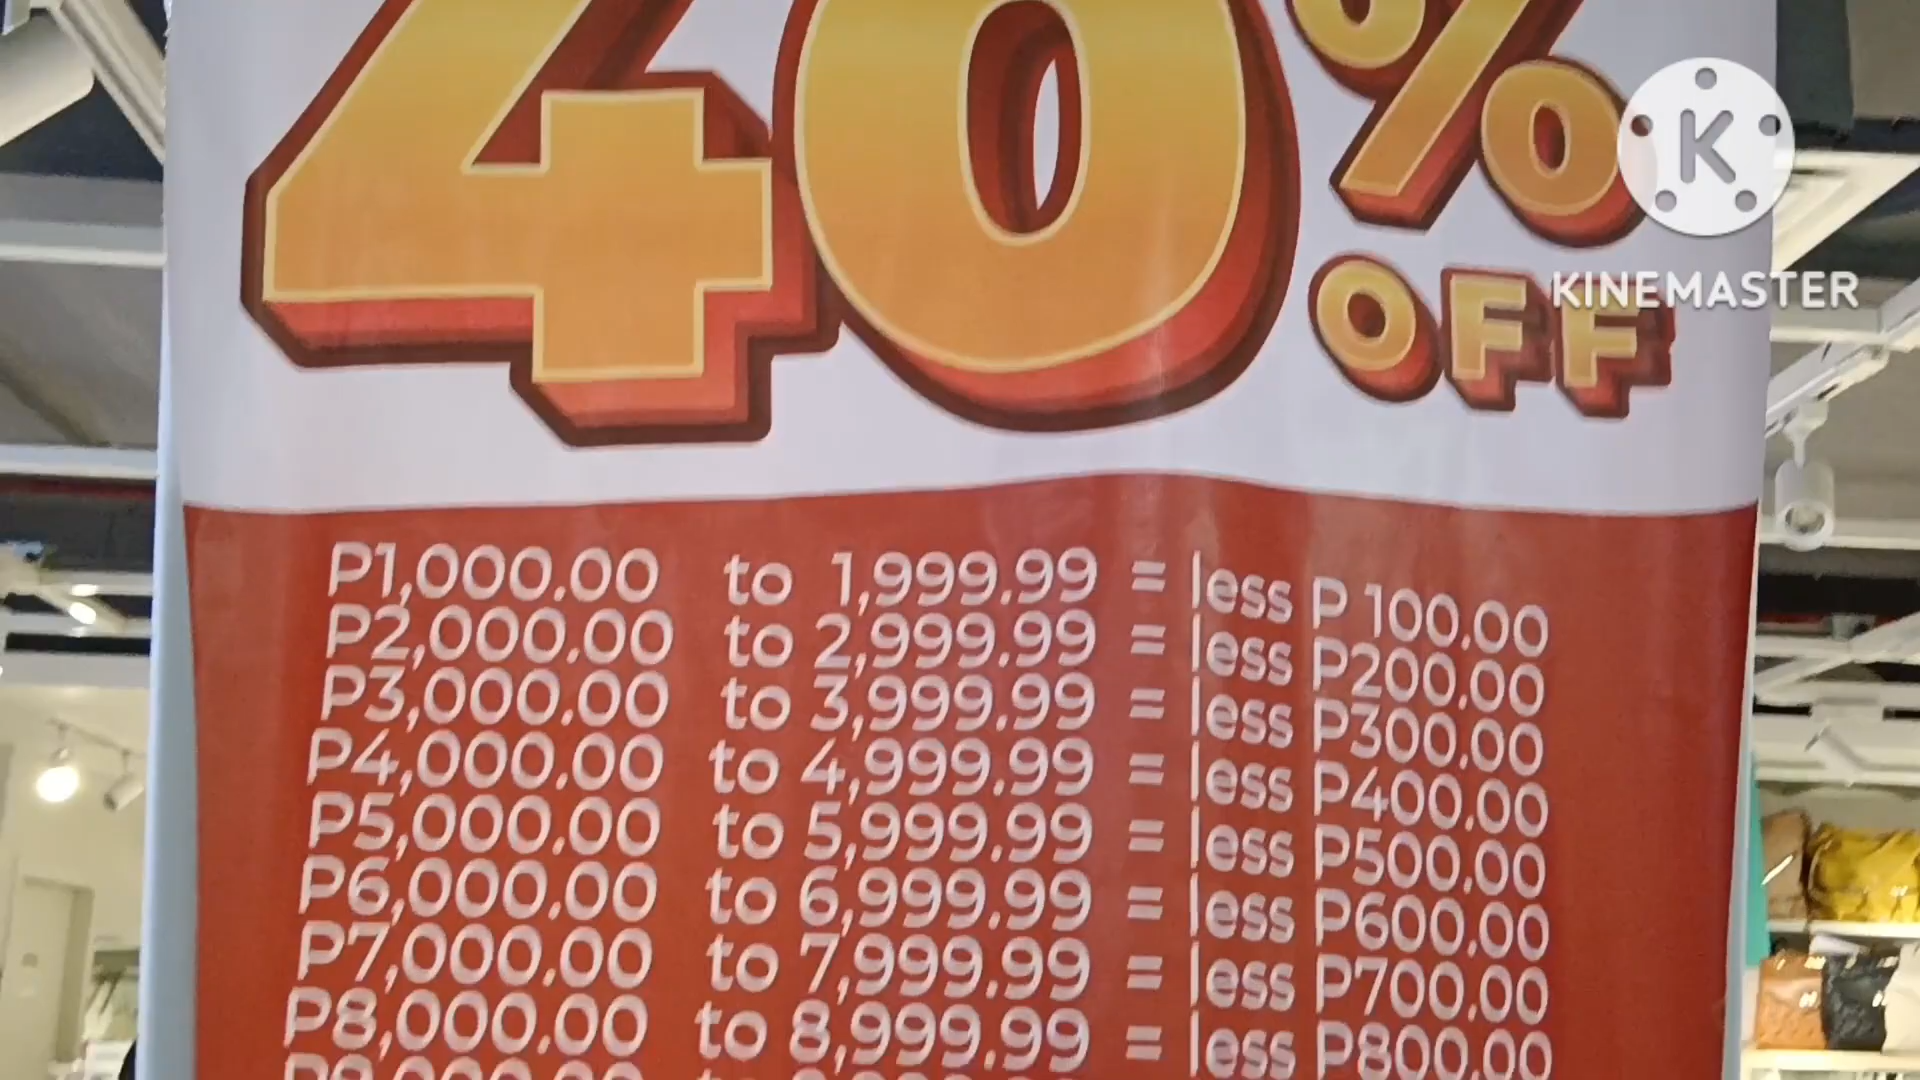 40%
OFF
K
KINEMASTER
P1,000.00 to 1,999.99 = less P 100.00
P2,000.00 to 2,999.99 = less P200.00
P3,000.00 to 3,999.99 = less P300.00
P4,000.00 to 4,999.99 = less P400.00
P5,000.00 to 5,999.99 = less P500.00
P6,000.00 to 6,999.99 = less P600.00
P7,000.00 to 7,999.99 = less P700.00
P8,000.00 to 8,999.99 = less P800.00